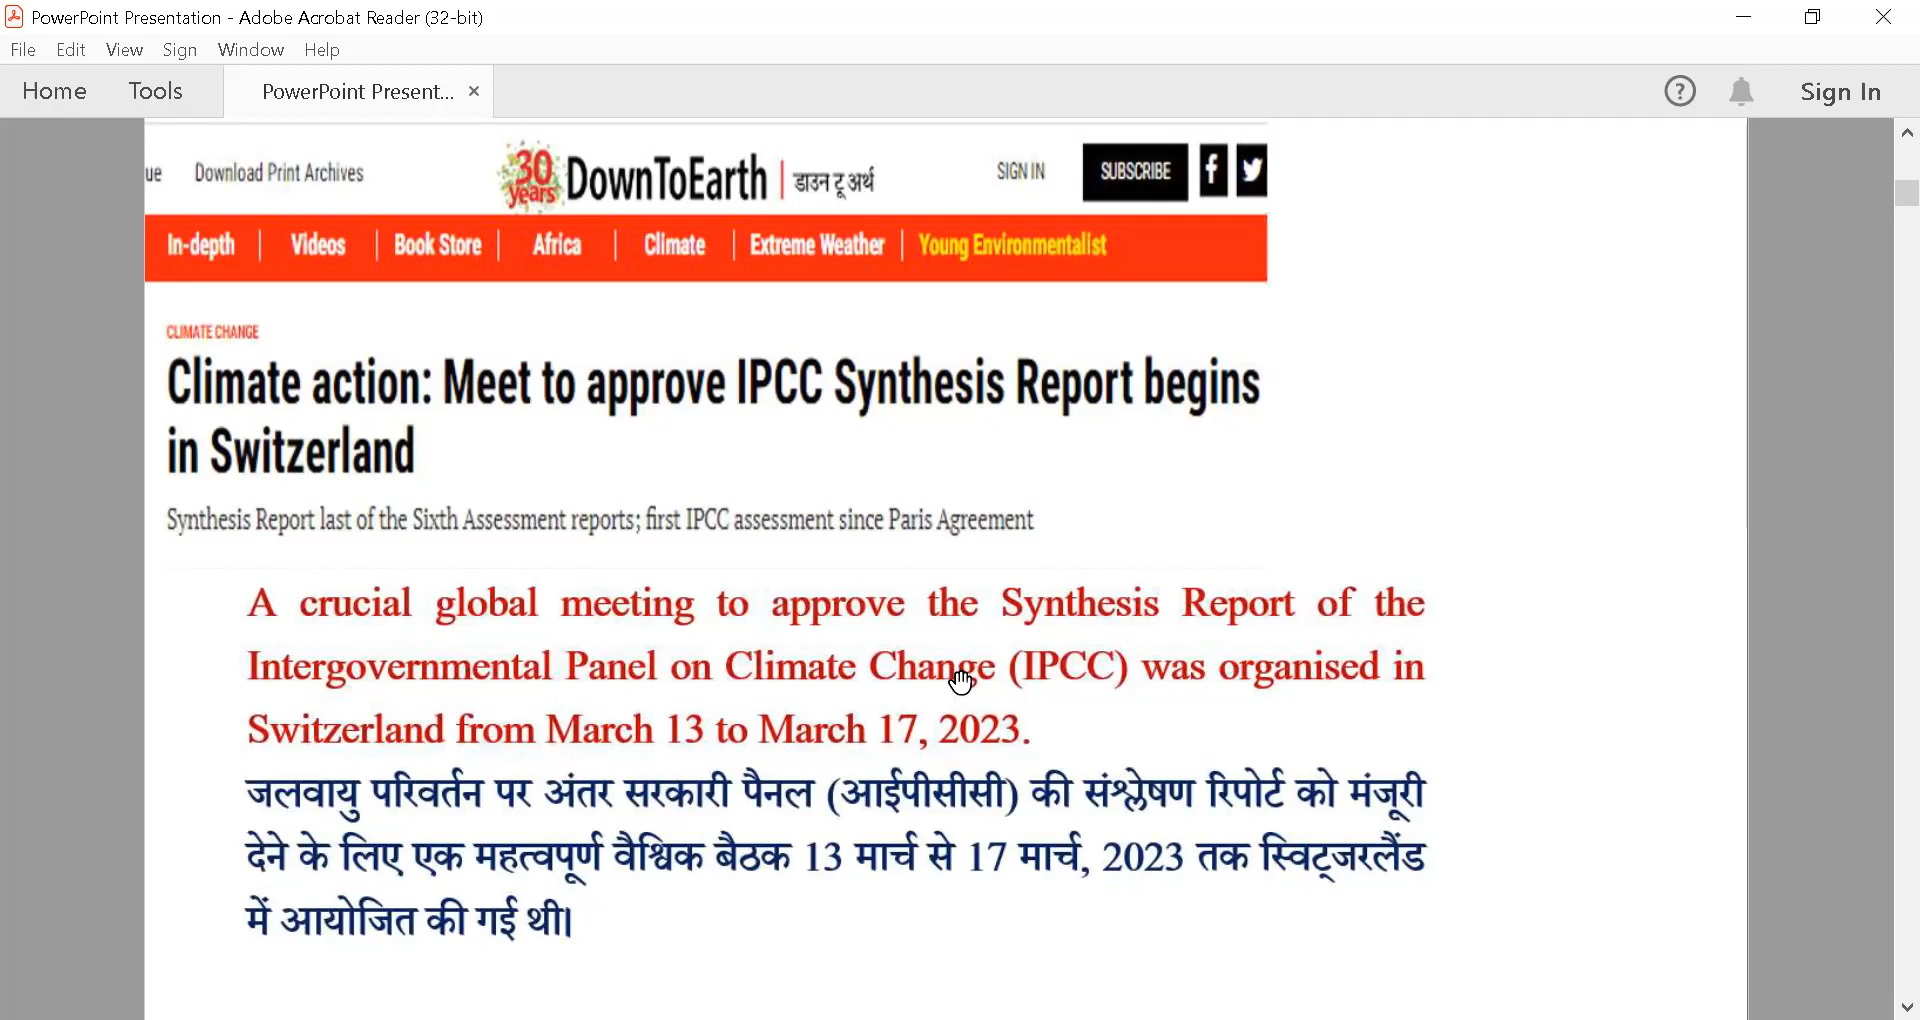 PowerPoint Presentation - Adobe Acrobat Reader (32-bit)
File Edit View Sign Window Help
Home Tools PowerPoint Present... × ? Sign In
ue Download Print Archives 30 years DownToEarth | डाउन टू अर्थ SIGN IN SUBSCRIBE
In-depth | Videos | Book Store | Africa | Climate | Extreme Weather | Young Environmentalist
CLIMATE CHANGE
Climate action: Meet to approve IPCC Synthesis Report begins
in Switzerland
Synthesis Report last of the Sixth Assessment reports; first IPCC assessment since Paris Agreement
A crucial global meeting to approve the Synthesis Report of the
Intergovernmental Panel on Climate Change (IPCC) was organised in
Switzerland from March 13 to March 17, 2023.
जलवायु परिवर्तन पर अंतर सरकारी पैनल (आईपीसीसी) की संश्लेषण रिपोर्ट को मंजूरी
देने के लिए एक महत्वपूर्ण वैश्विक बैठक 13 मार्च से 17 मार्च, 2023 तक स्विट्जरलैंड
में आयोजित की गई थी।